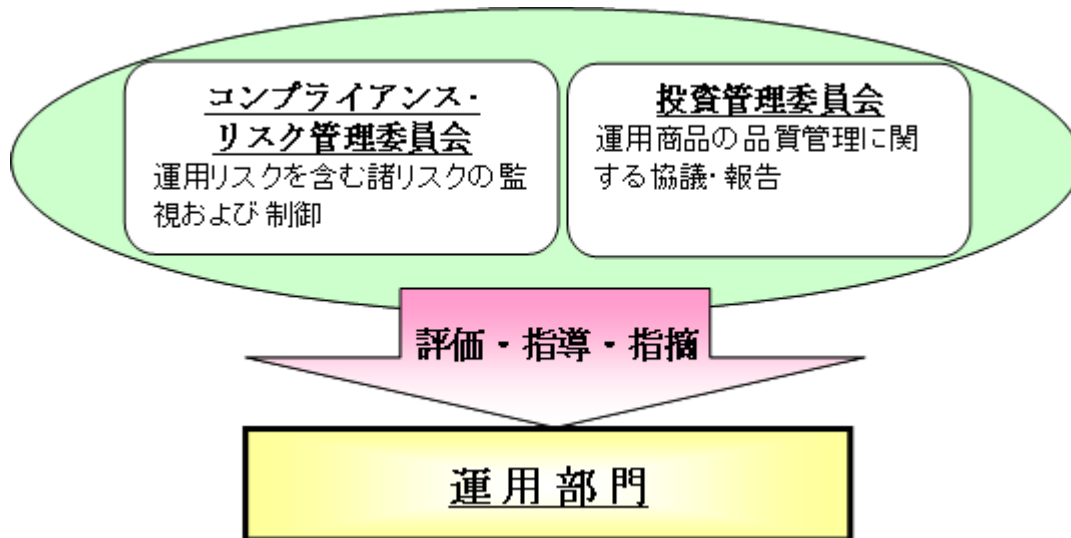 コンプライアンス・
リスク管理委員会
運用リスクを含む諸リスクの監
視および制御
投資管理委員会
運用商品の品質管理に関
する協議・報告
評価・指導・指摘
運用部門